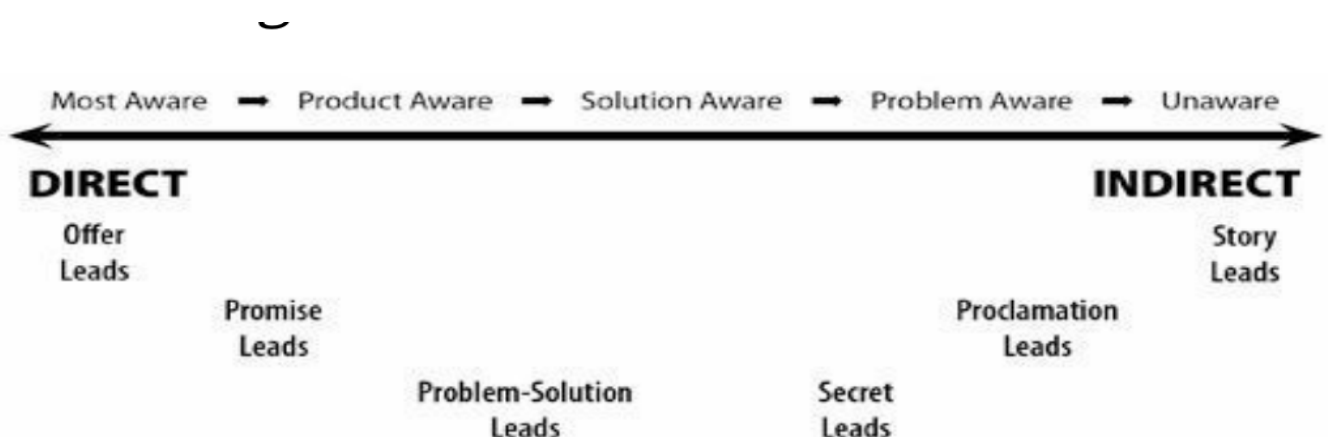 Most Aware ➡ Product Aware ➡ Solution Aware ➡ Problem Aware ➡ Unaware
DIRECT INDIRECT
Offer
Leads
Story
Leads
Promise
Leads
Proclamation
Leads
Problem-Solution
Leads
Secret
Leads